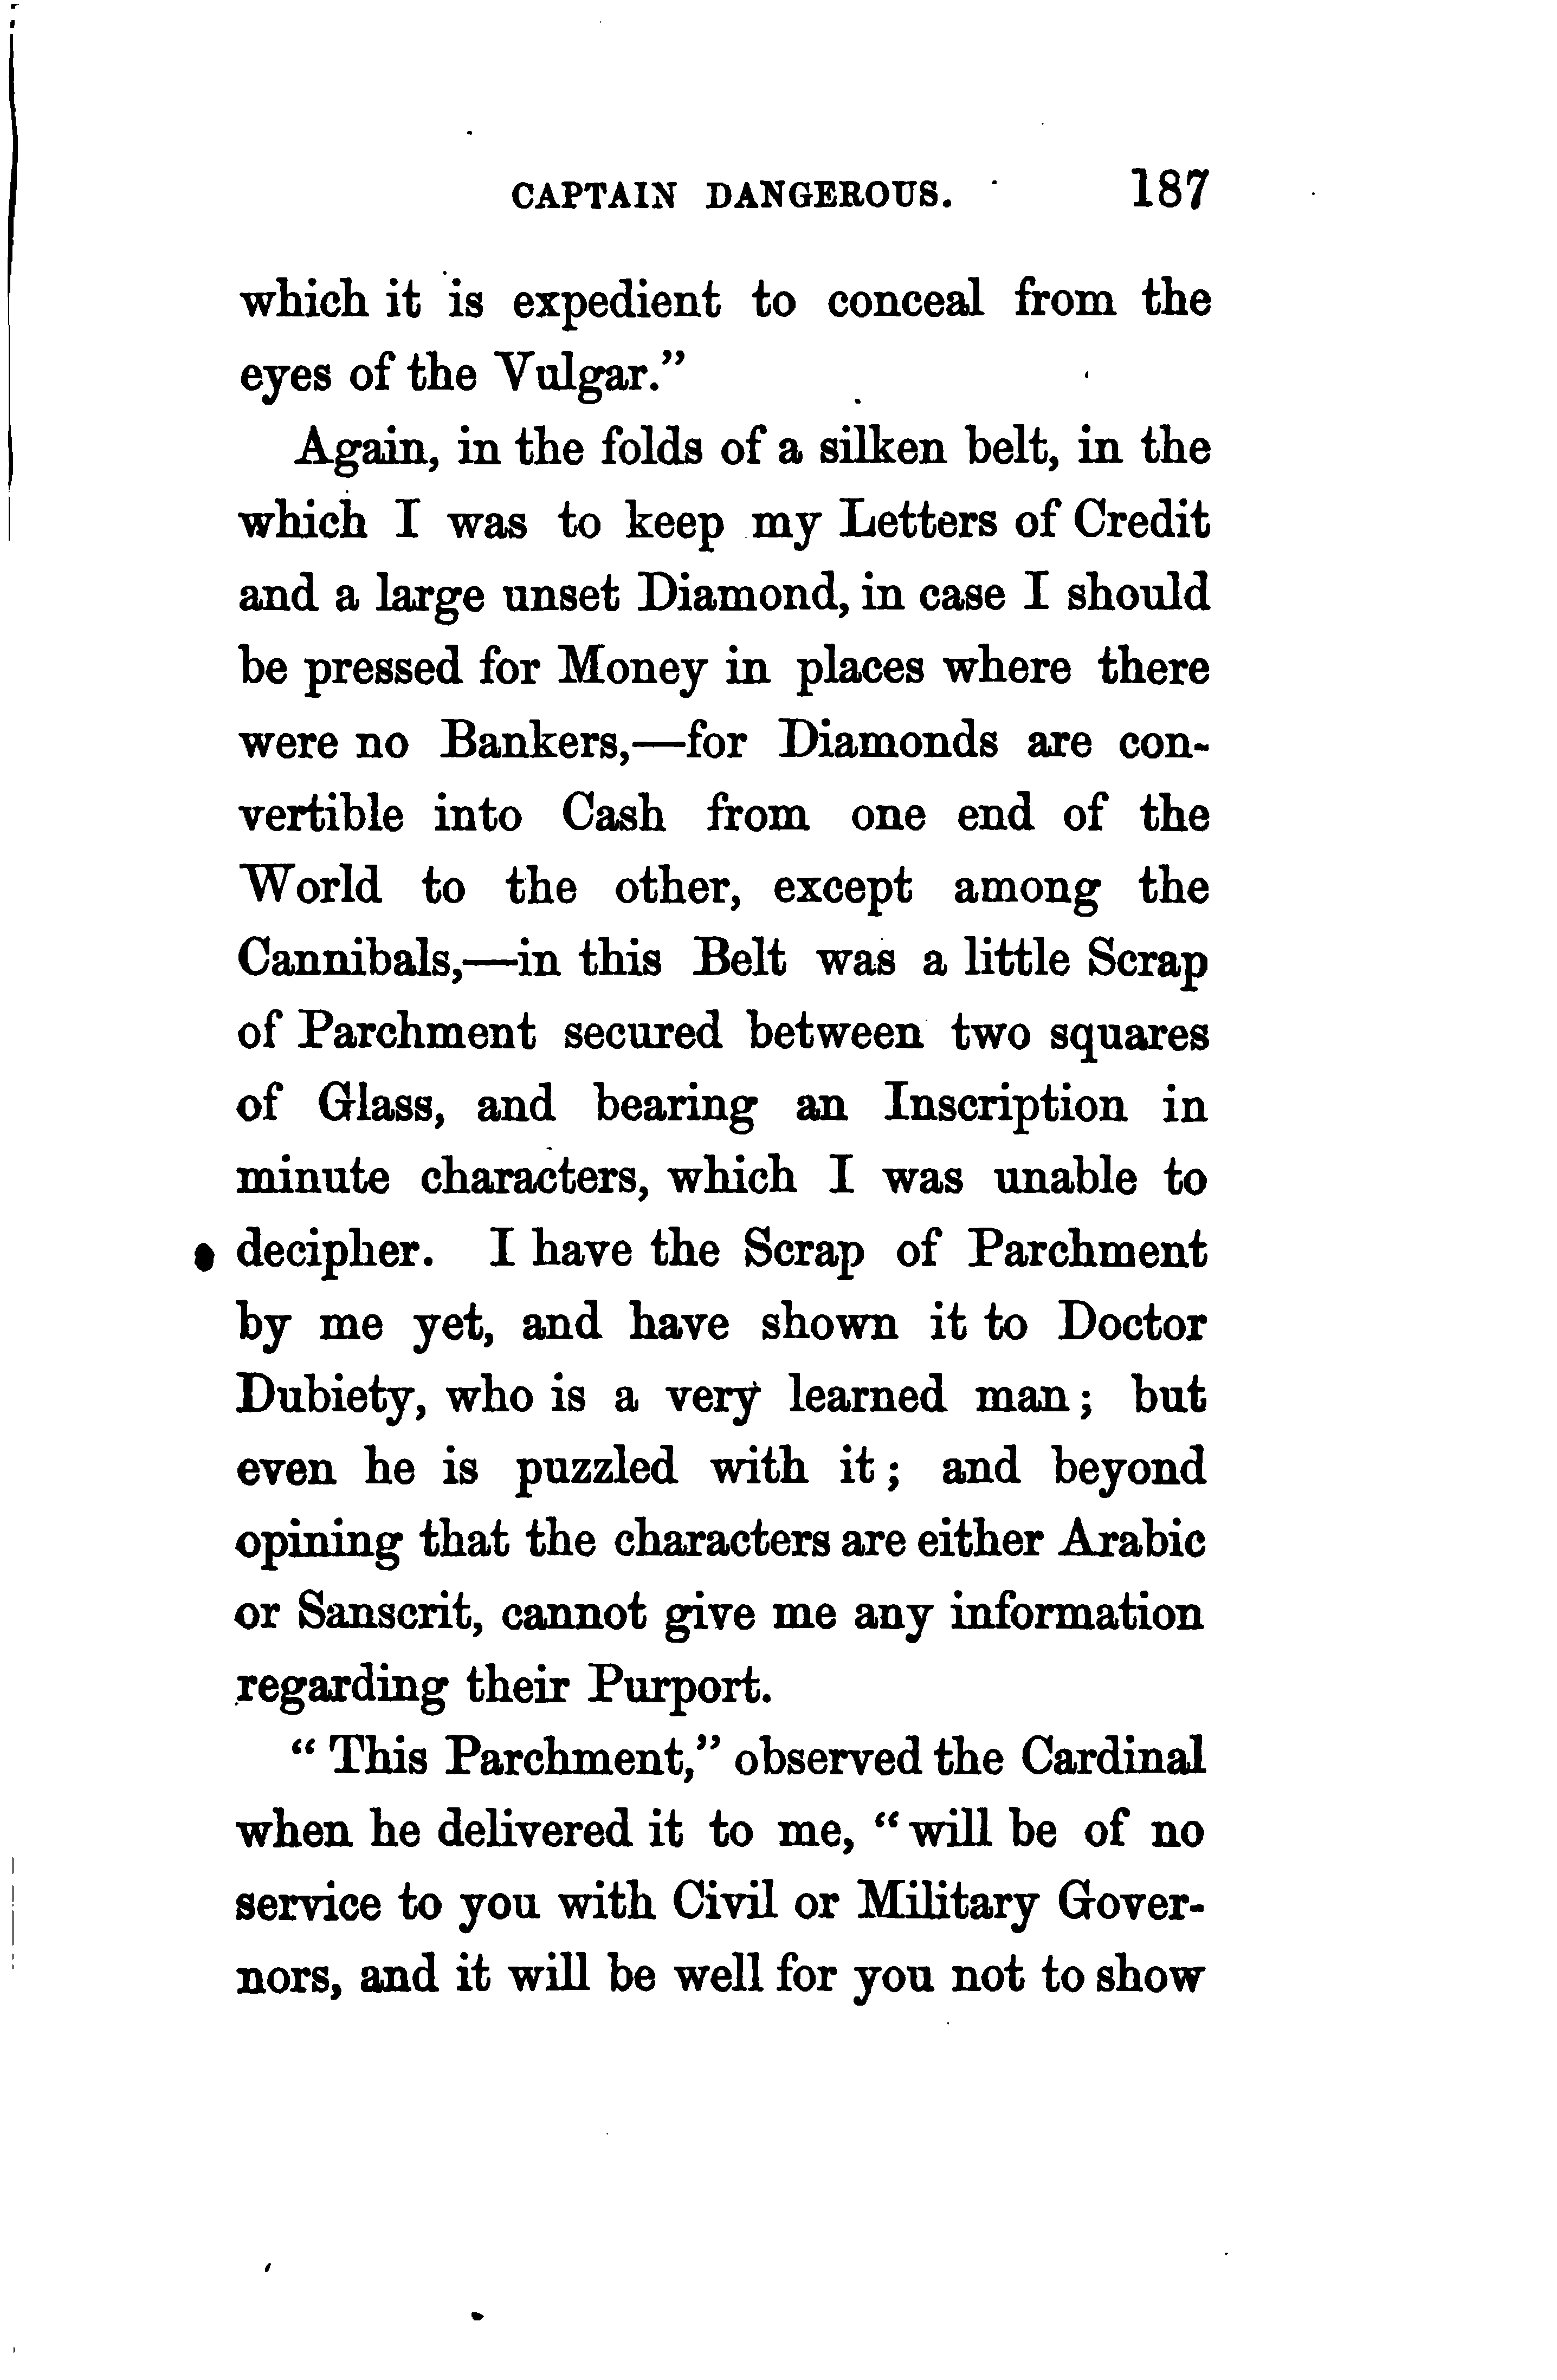 CAPTAIN DANGEROUS. 187
which it is expedient to conceal from the
eyes of the Vulgar.”
Again, in the folds of a silken belt, in the
which I was to keep my Letters of Credit
and a large unset Diamond, in case I should
be pressed for Money in places where there
were no Bankers,—for Diamonds are con-
vertible into Cash from one end of the
World to the other, except among the
Cannibals,—in this Belt was a little Scrap
of Parchment secured between two squares
of Glass, and bearing an Inscription in
minute characters, which I was unable to
decipher. I have the Scrap of Parchment
by me yet, and have shown it to Doctor
Dubiety, who is a very learned man; but
even he is puzzled with it; and beyond
opining that the characters are either Arabic
or Sanscrit, cannot give me any information
regarding their Purport.
“This Parchment,” observed the Cardinal
when he delivered it to me, “will be of no
service to you with Civil or Military Gover-
nors, and it will be well for you not to show